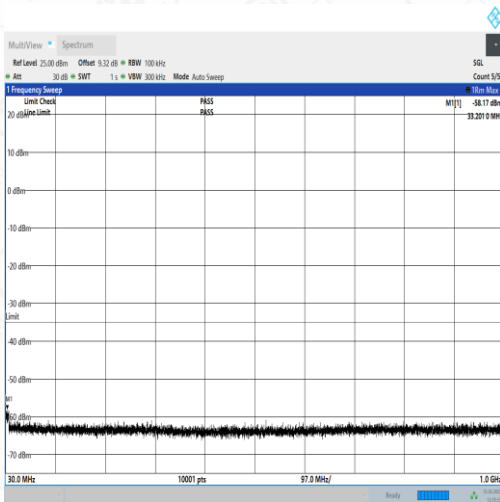 MultiView Spectrum
Ref Level 25.00 dBm Offset 9.32 dB RBW 100 kHz SGL
Att 30 dB SWT 1 s VBW 300 kHz Mode Auto Sweep Count 5/5
1 Frequency Sweep 1Rm Max
Limit Check PASS M1[1] -58.17 dBm
Line Limit PASS 33.201 0 MH
20 dBm
10 dBm
0 dBm
-10 dBm
-20 dBm
-30 dBm
Limit
-40 dBm
-50 dBm
M1
-60 dBm
-70 dBm
30.0 MHz 10001 pts 97.0 MHz/ 1.0 GH
Ready